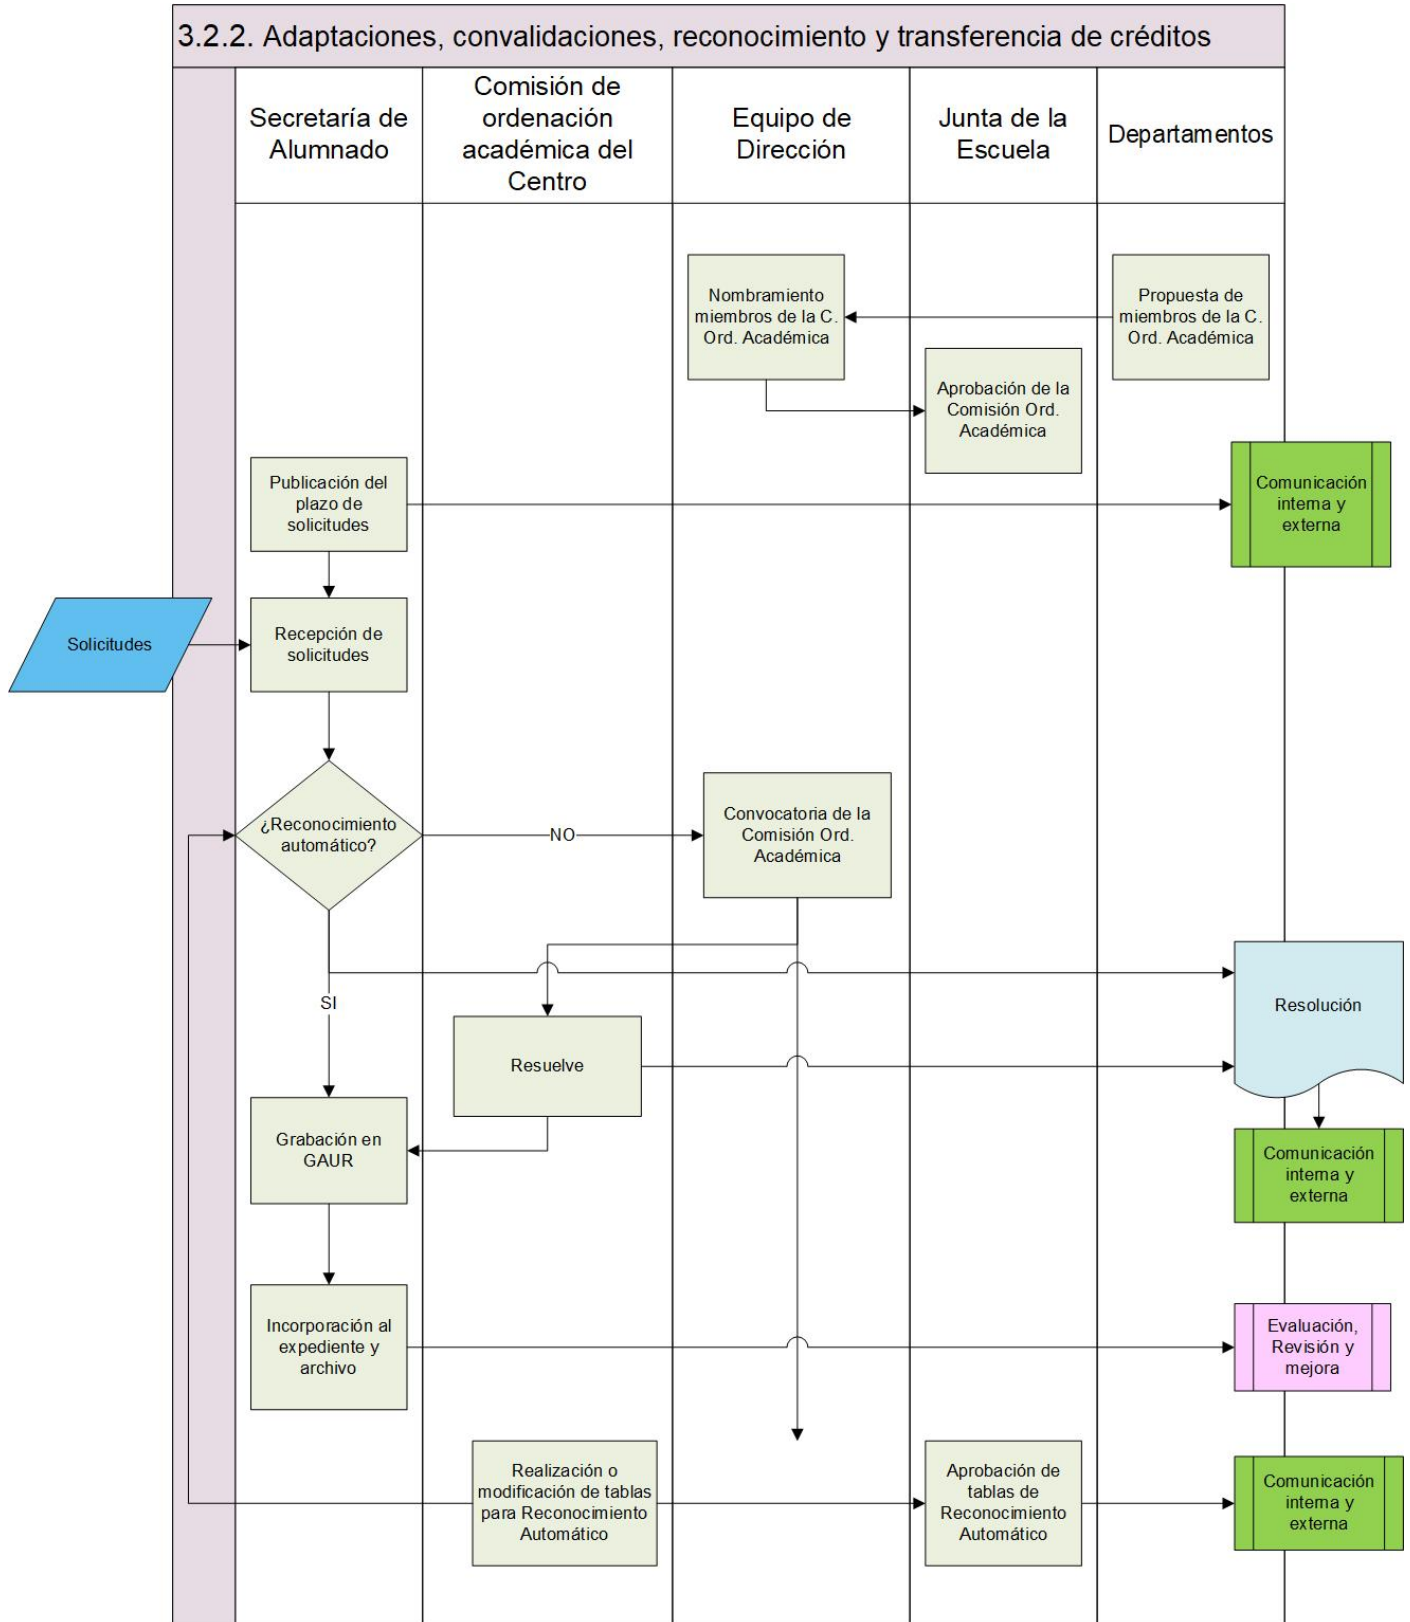 3.2.2. Adaptaciones, convalidaciones, reconocimiento y transferencia de créditos
Secretaría de
Alumnado
Comisión de
ordenación
académica del
Centro
Equipo de
Dirección
Junta de la
Escuela
Departamentos
Nombramiento
miembros de la C.
Ord. Académica
Propuesta de
miembros de la C.
Ord. Académica
Aprobación de la
Comisión Ord.
Académica
Publicación del
plazo de
solicitudes
Comunicación
interna y
externa
Solicitudes
Recepción de
solicitudes
¿Reconocimiento
automático?
NO
Convocatoria de la
Comisión Ord.
Académica
SI
Resolución
Resuelve
Grabación en
GAUR
Comunicación
interna y
externa
Incorporación al
expediente y
archivo
Evaluación,
Revisión y
mejora
Realización o
modificación de tablas
para Reconocimiento
Automático
Aprobación de
tablas de
Reconocimiento
Automático
Comunicación
interna y
externa